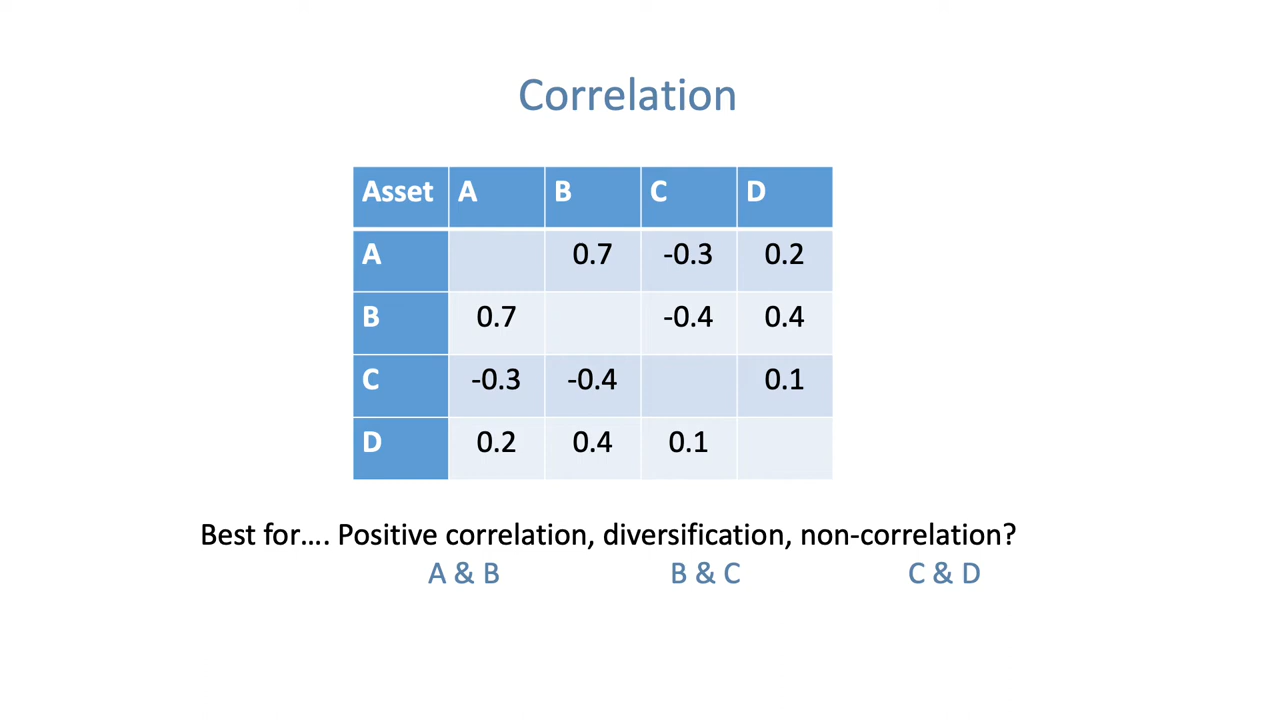 Correlation
Asset A B C D
A 0.7 -0.3 0.2
B 0.7 -0.4 0.4
C -0.3 -0.4 0.1
D 0.2 0.4 0.1
Best for.... Positive correlation, diversification, non-correlation?
A & B B & C C & D